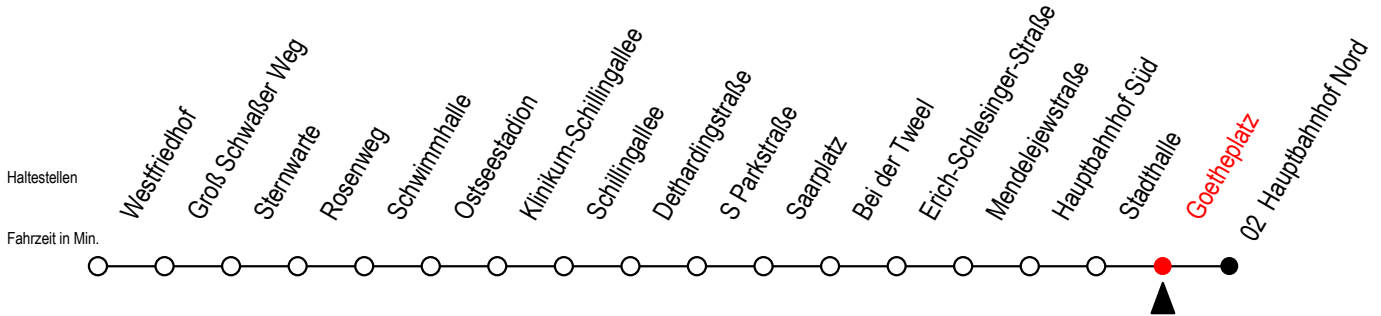 Haltestellen
Westfriedhof
Groß Schwaßer Weg
Sternwarte
Rosenweg
Schwimmhalle
Ostseestadion
Klinikum-Schillingallee
Schillingallee
Dethardingstraße
S Parkstraße
Saarplatz
Bei der Tweel
Erich-Schlesinger-Straße
Mendelejewstraße
Hauptbahnhof Süd
Stadthalle
Goetheplatz
02 Hauptbahnhof Nord
Fahrzeit in Min.